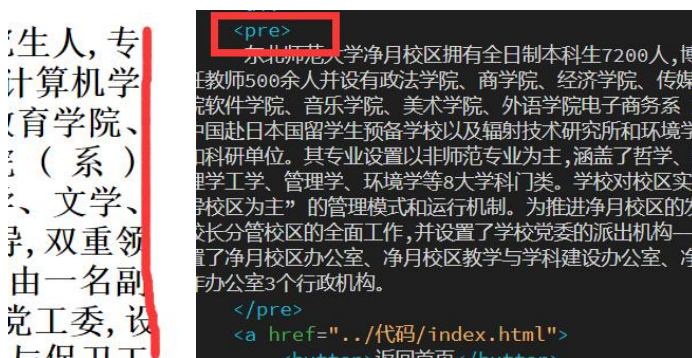 生人,专
计算机学
育学院、
(系)
、文学、
导,双重领
由一名副
党工委,设
与保卫工
<pre>
东北师范大学净月校区拥有全日制本科生7200人,博
任教师500余人并设有政法学院、商学院、经济学院、传媒
院软件学院、音乐学院、美术学院、外语学院电子商务系
中国赴日本国留学生预备学校以及辐射技术研究所和环境学
和科研单位。其专业设置以非师范专业为主,涵盖了哲学、
理学工学、管理学、环境学等8大学科门类。学校对校区实
导校区为主”的管理模式和运行机制。为推进净月校区的发
校长分管校区的全面工作,并设置了学校党委的派出机构—
置了净月校区办公室、净月校区教学与学科建设办公室、净
作办公室3个行政机构。
</pre>
<a href="../代码/index.html">
<button>返回首页</button>